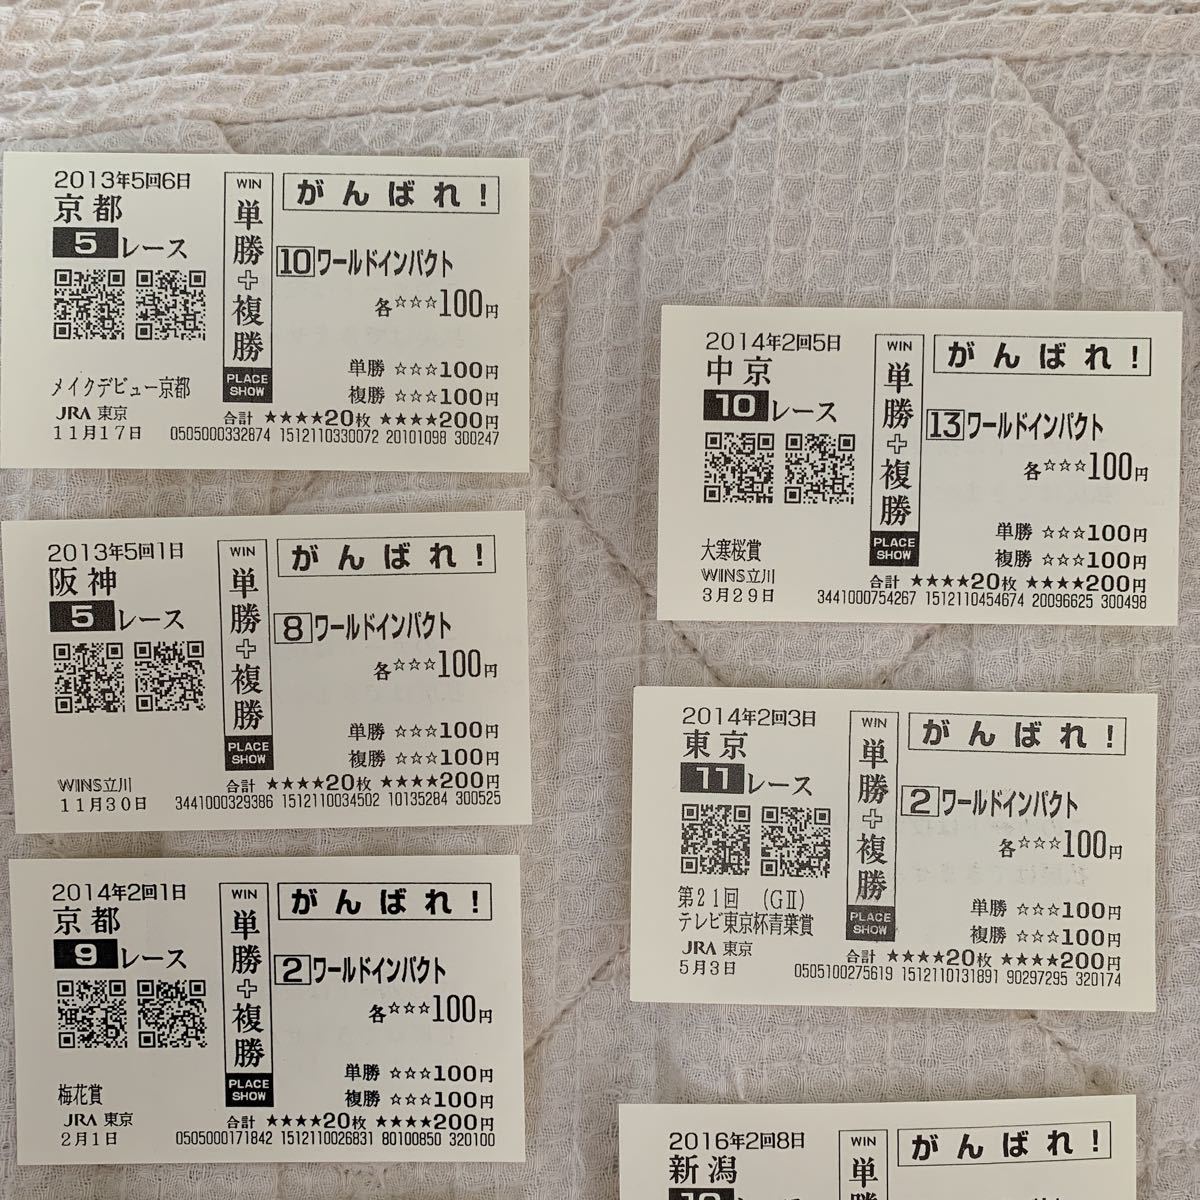 2013年5回6日
京都
5レース
メイクデビュー京都
JRA 東京
11月17日
WIN
単勝+複勝
PLACE
SHOW
がんばれ!
10ワールドインパクト
各☆☆☆100円
単勝 ☆☆☆100円
複勝 ☆☆☆100円
合計 ★★★★20枚 ★★★★200円
0505000332874 1512110330072 20101098 300247
2013年5回1日
阪神
5レース
WINS立川
11月30日
WIN
単勝+複勝
PLACE
SHOW
がんばれ!
8ワールドインパクト
各☆☆☆100円
単勝 ☆☆☆100円
複勝 ☆☆☆100円
合計 ★★★★20枚 ★★★★200円
3441000329386 1512110034502 10135284 300525
2014年2回1日
京都
9レース
梅花賞
JRA 東京
2月1日
WIN
単勝+複勝
PLACE
SHOW
がんばれ!
2ワールドインパクト
各☆☆☆100円
単勝 ☆☆☆100円
複勝 ☆☆☆100円
合計 ★★★★20枚 ★★★★200円
0505000171842 1512110026831 80100850 320100
2014年2回5日
中京
10レース
大寒桜賞
WINS立川
3月29日
WIN
単勝+複勝
PLACE
SHOW
がんばれ!
13ワールドインパクト
各☆☆☆100円
単勝 ☆☆☆100円
複勝 ☆☆☆100円
合計 ★★★★20枚 ★★★★200円
3441000754267 1512110454674 20096625 300498
2014年2回3日
東京
11レース
第21回 (GⅡ)
テレビ東京杯青葉賞
JRA 東京
5月3日
WIN
単勝+複勝
PLACE
SHOW
がんばれ!
2ワールドインパクト
各☆☆☆100円
単勝 ☆☆☆100円
複勝 ☆☆☆100円
合計 ★★★★20枚 ★★★★200円
0505100275619 1512110131891 90297295 320174
2016年2回8日
新潟
WIN
単勝
がんばれ!